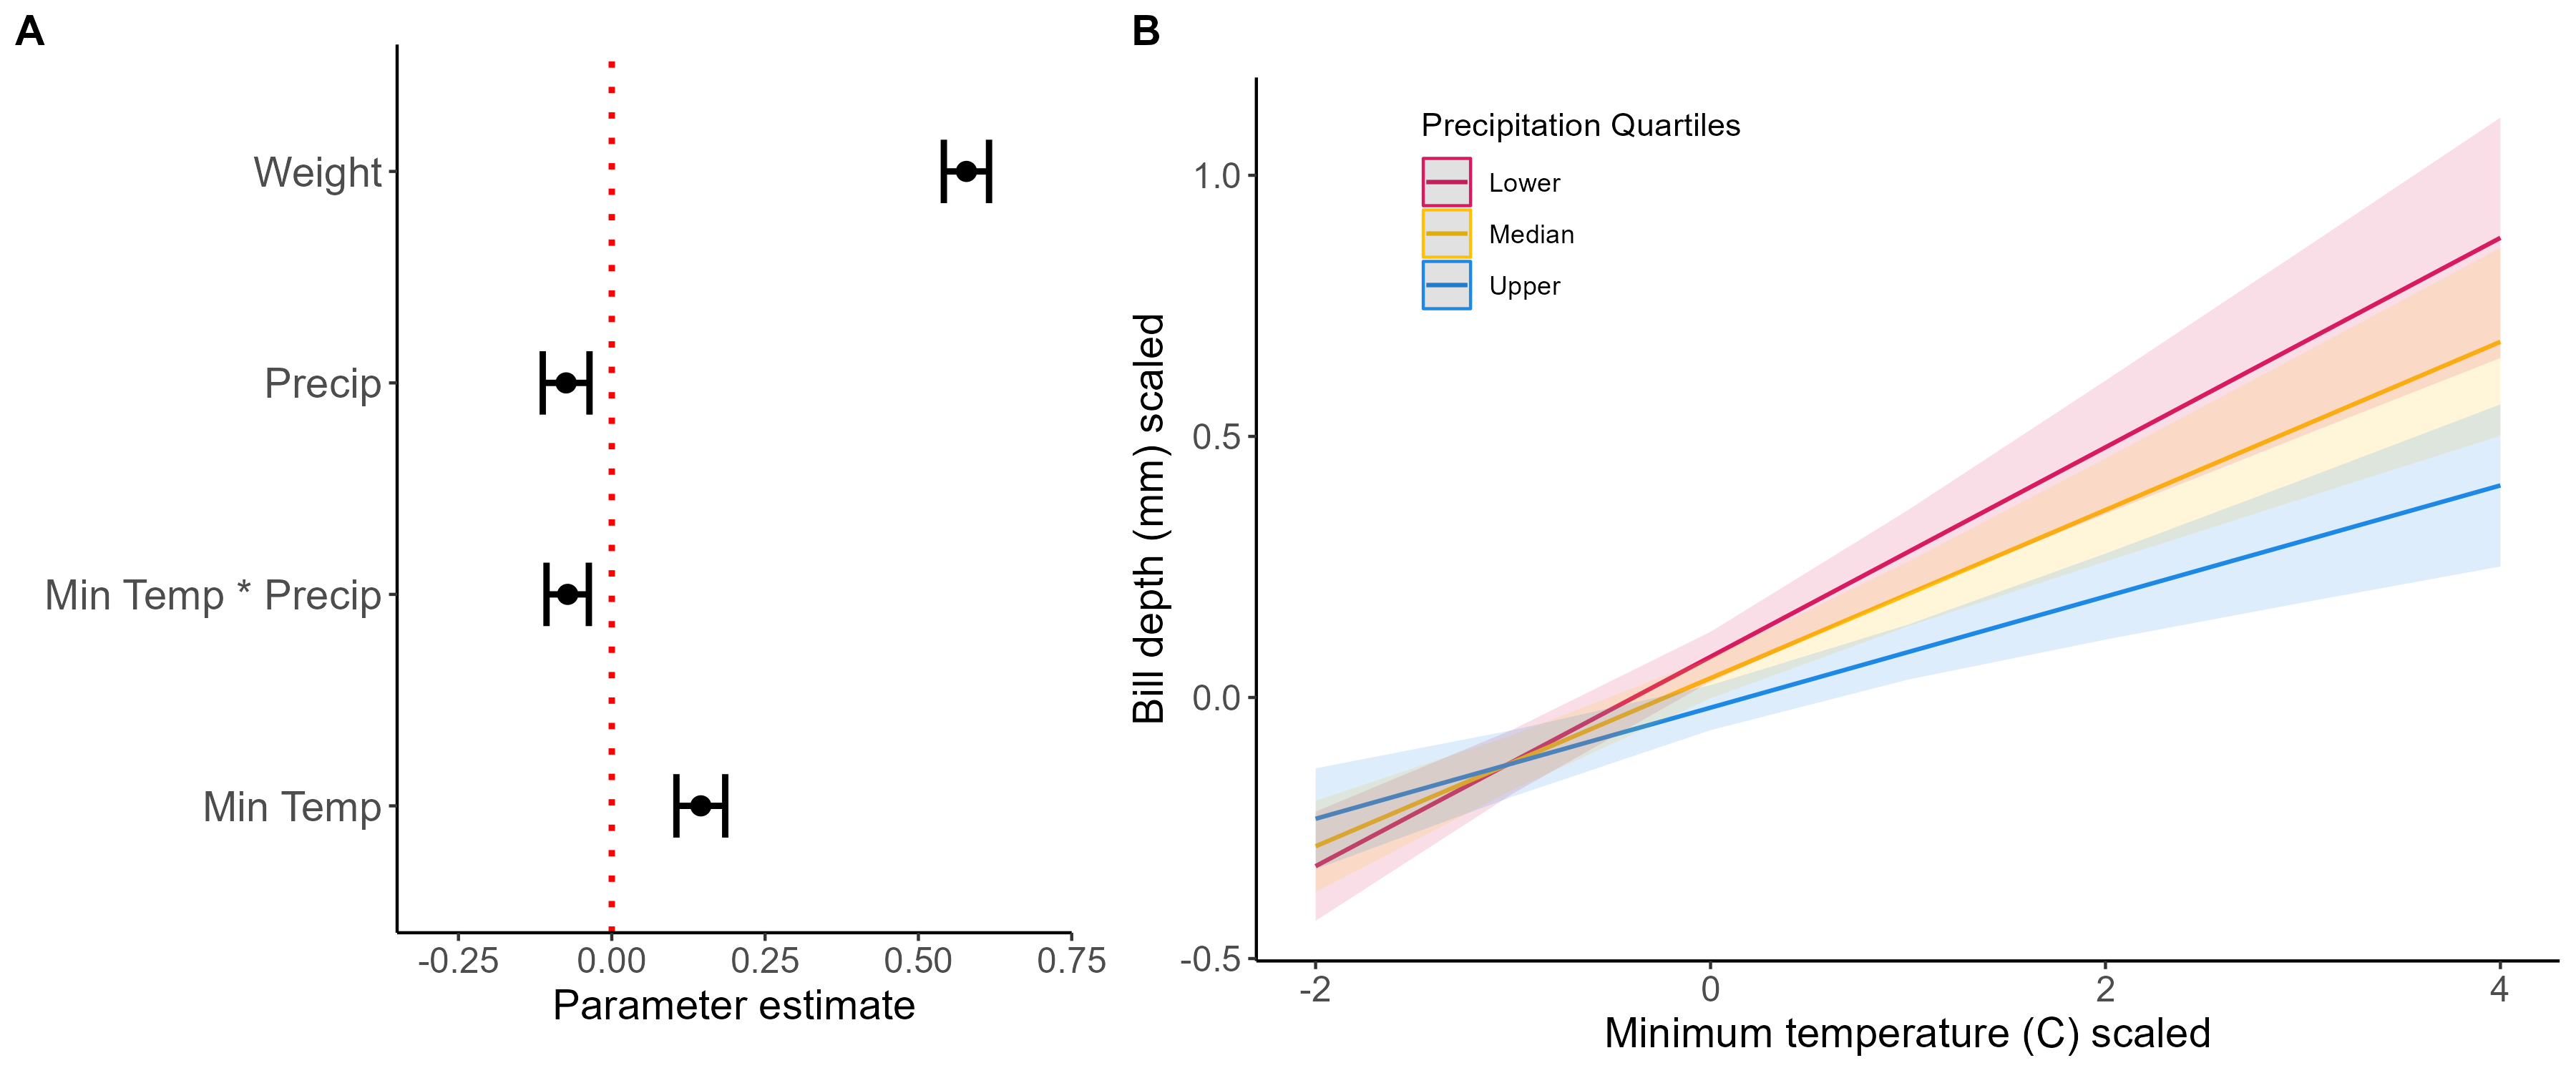 A
Weight
Precip
Min Temp * Precip
Min Temp
-0.25 0.00 0.25 0.50 0.75
Parameter estimate
B
Precipitation Quartiles
Lower
Median
Upper
Bill depth (mm) scaled
1.0
0.5
0.0
-0.5
-2 0 2 4
Minimum temperature (C) scaled